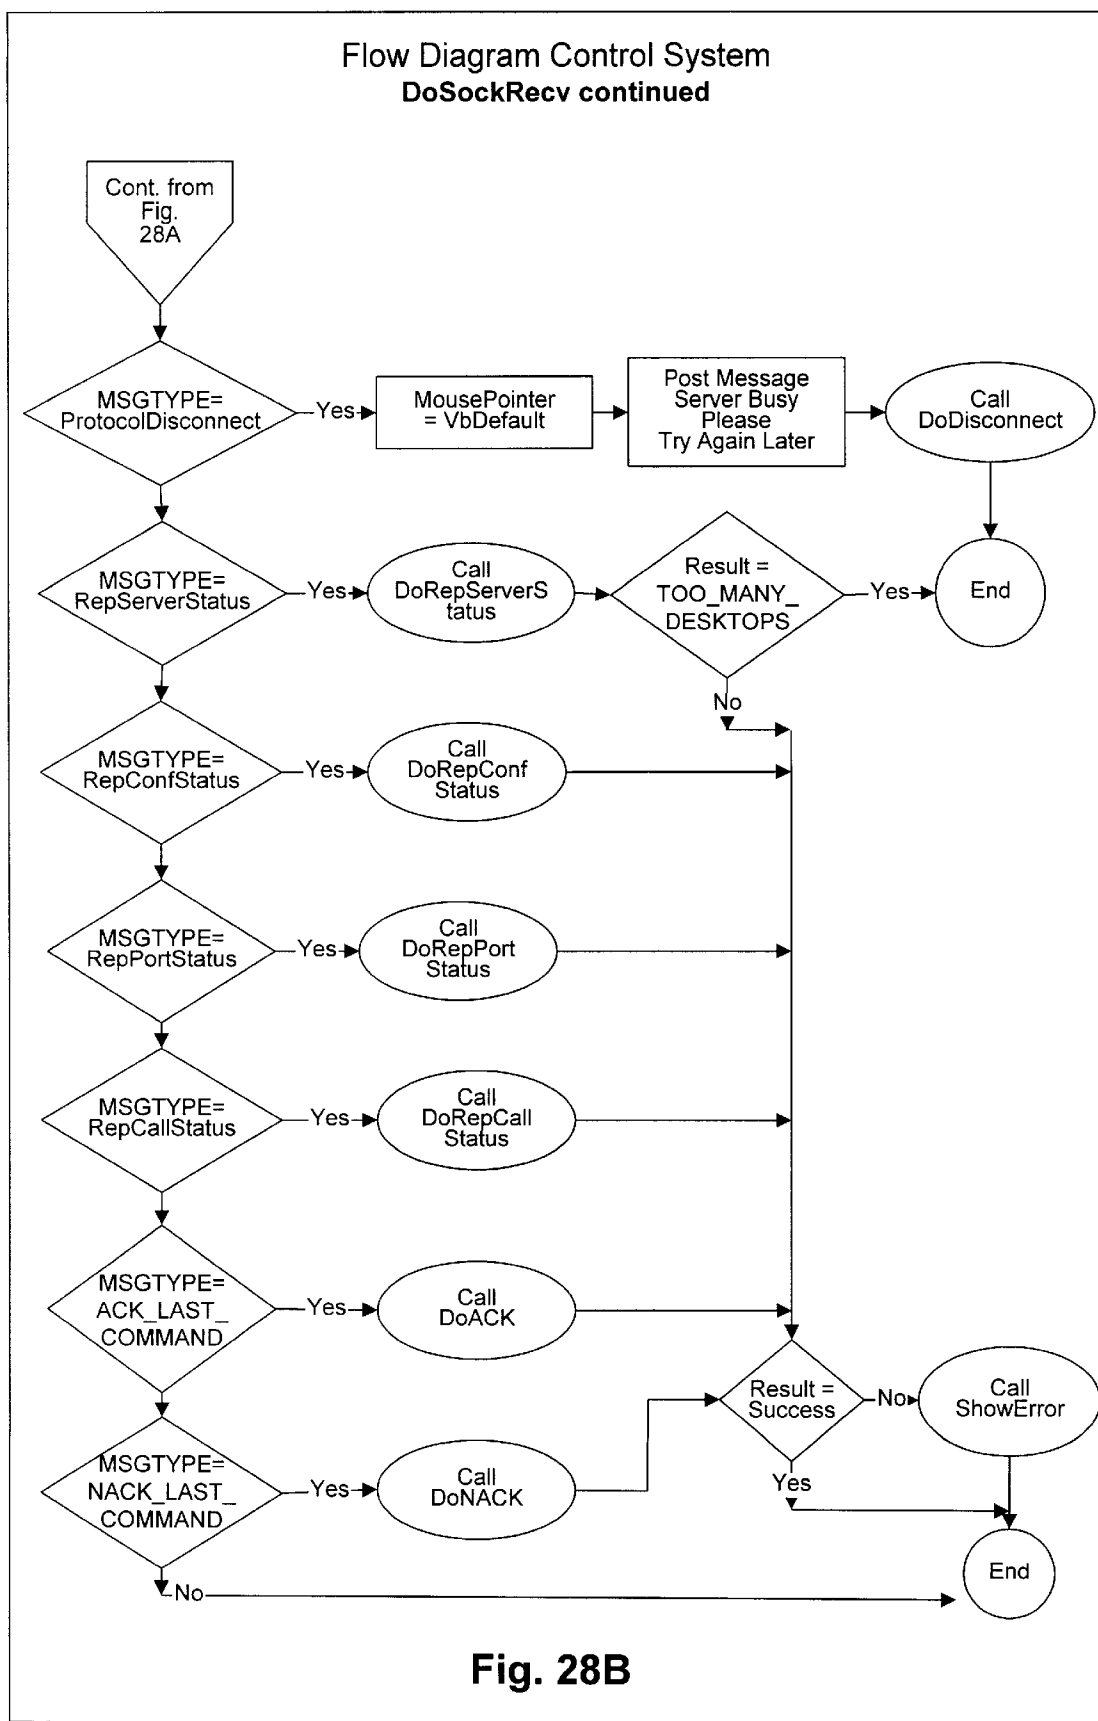 Flow Diagram Control System
DoSockRecv continued
Cont. from
Fig.
28A
MSGTYPE=
ProtocolDisconnect
Yes
MousePointer
= VbDefault
Post Message
Server Busy
Please
Try Again Later
Call
DoDisconnect
MSGTYPE=
RepServerStatus
Yes
Call
DoRepServerS
tatus
Result =
TOO_MANY_
DESKTOPS
Yes
End
No
MSGTYPE=
RepConfStatus
Yes
Call
DoRepConf
Status
MSGTYPE=
RepPortStatus
Yes
Call
DoRepPort
Status
MSGTYPE=
RepCallStatus
Yes
Call
DoRepCall
Status
MSGTYPE=
ACK_LAST_
COMMAND
Yes
Call
DoACK
Result =
Success
No
Call
ShowError
Yes
MSGTYPE=
NACK_LAST_
COMMAND
Yes
Call
DoNACK
End
No
Fig. 28B